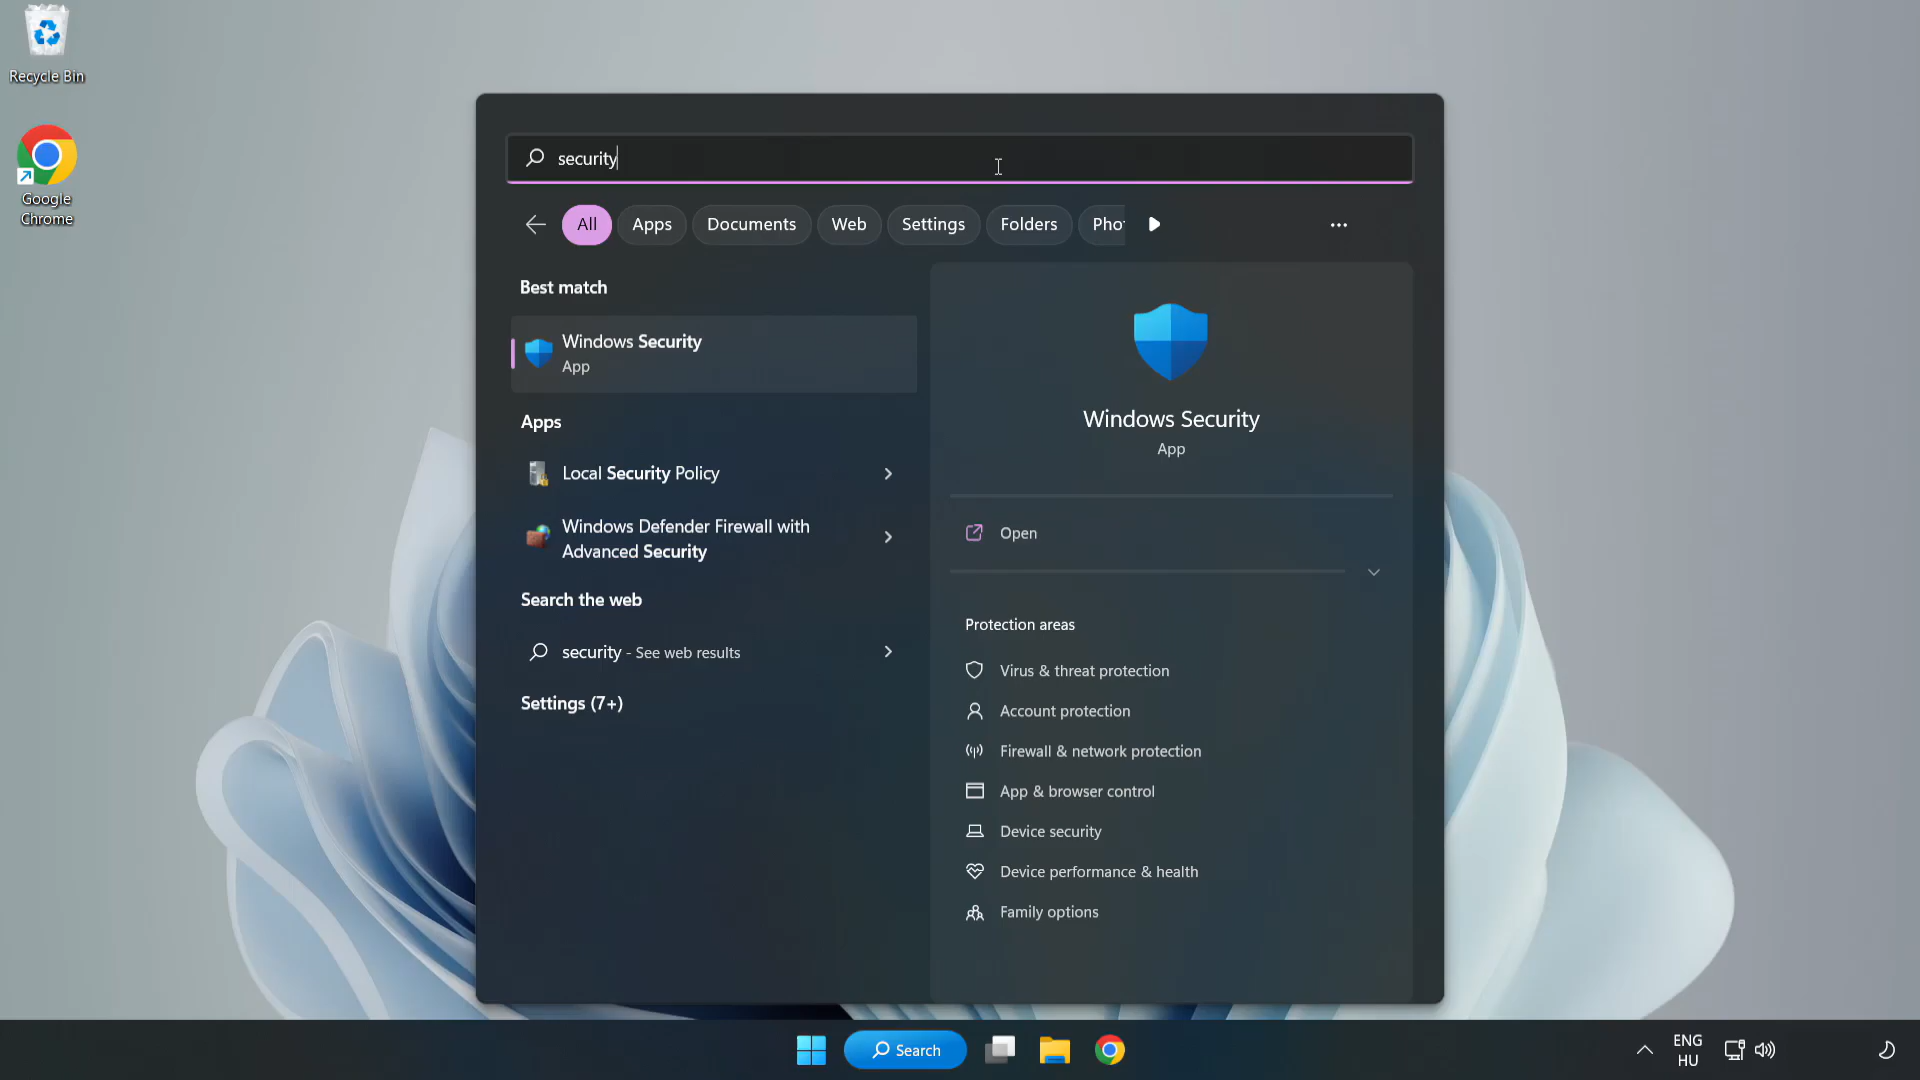 Recycle Bin
Google
Chrome
security
All
Apps
Documents
Web
Settings
Folders
Pho
Best match
Windows Security
App
Apps
Local Security Policy
Windows Defender Firewall with
Advanced Security
Search the web
security - See web results
Settings (7+)
Windows Security
App
Open
Protection areas
Virus & threat protection
Account protection
Firewall & network protection
App & browser control
Device security
Device performance & health
Family options
Search
ENG
HU